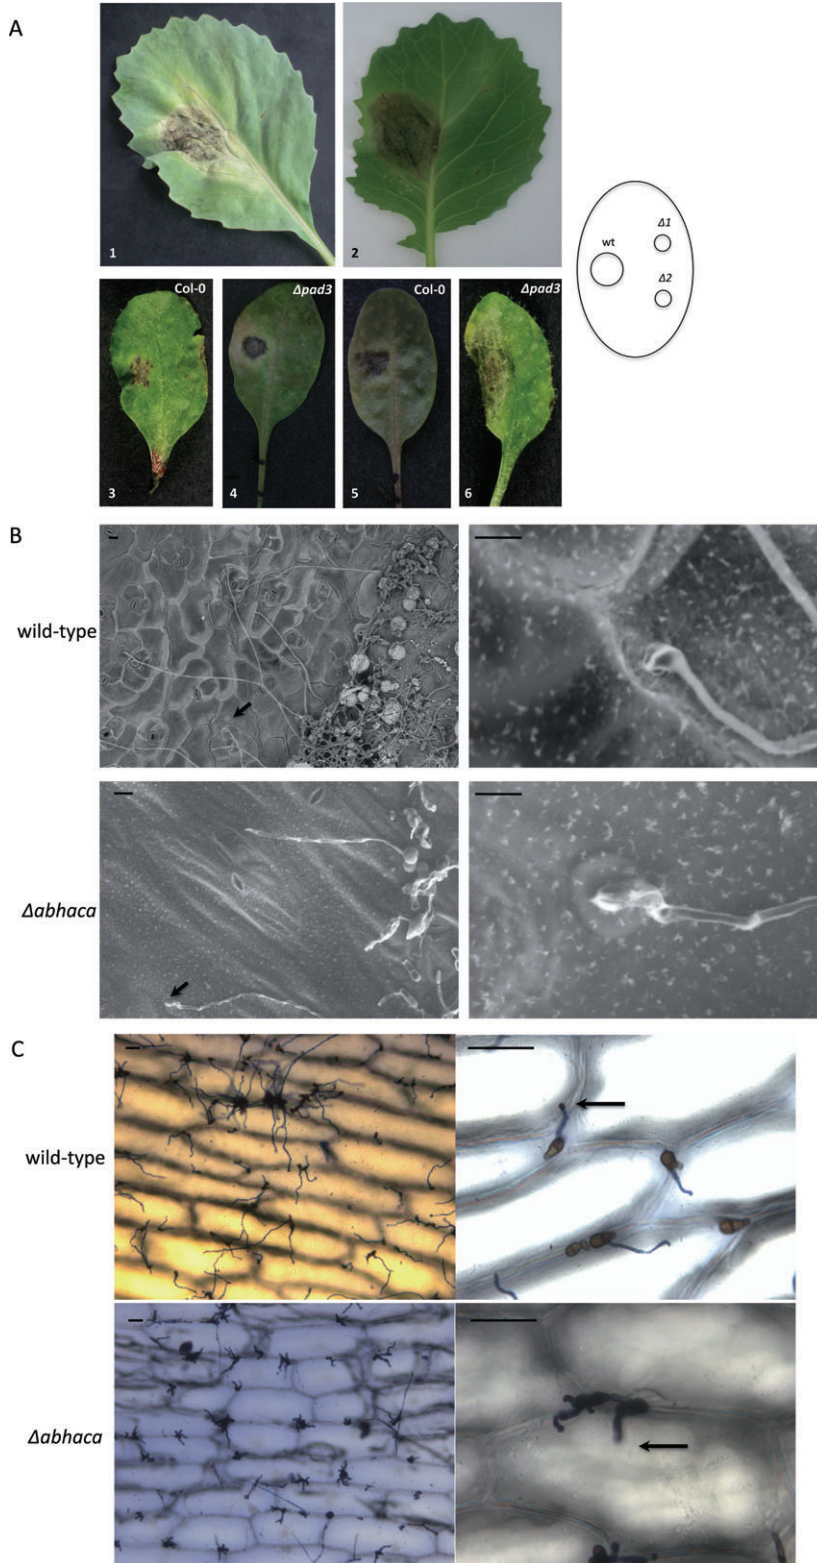 A
1
2
wt
Δ1
Δ2
Col-0
Δpad3
Col-0
Δpad3
3
4
5
6
B
wild-type
Δabhaca
C
wild-type
Δabhaca